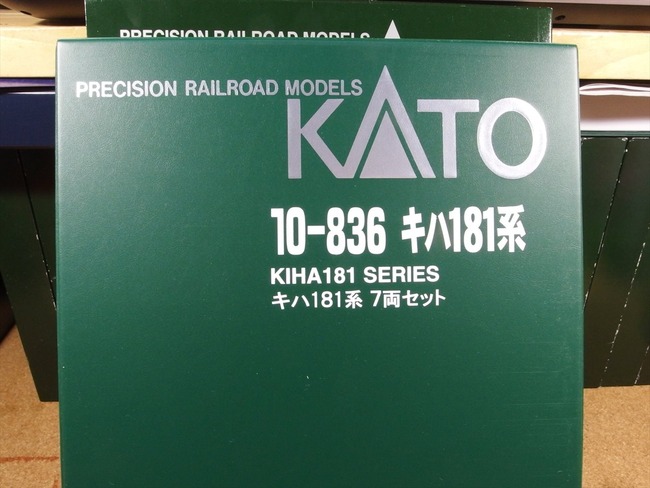 PRECISION RAILROAD MODELS
PRECISION RAILROAD MODELS
KATO
10-836 キハ181系
KIHA181 SERIES
キハ181系 7両セット